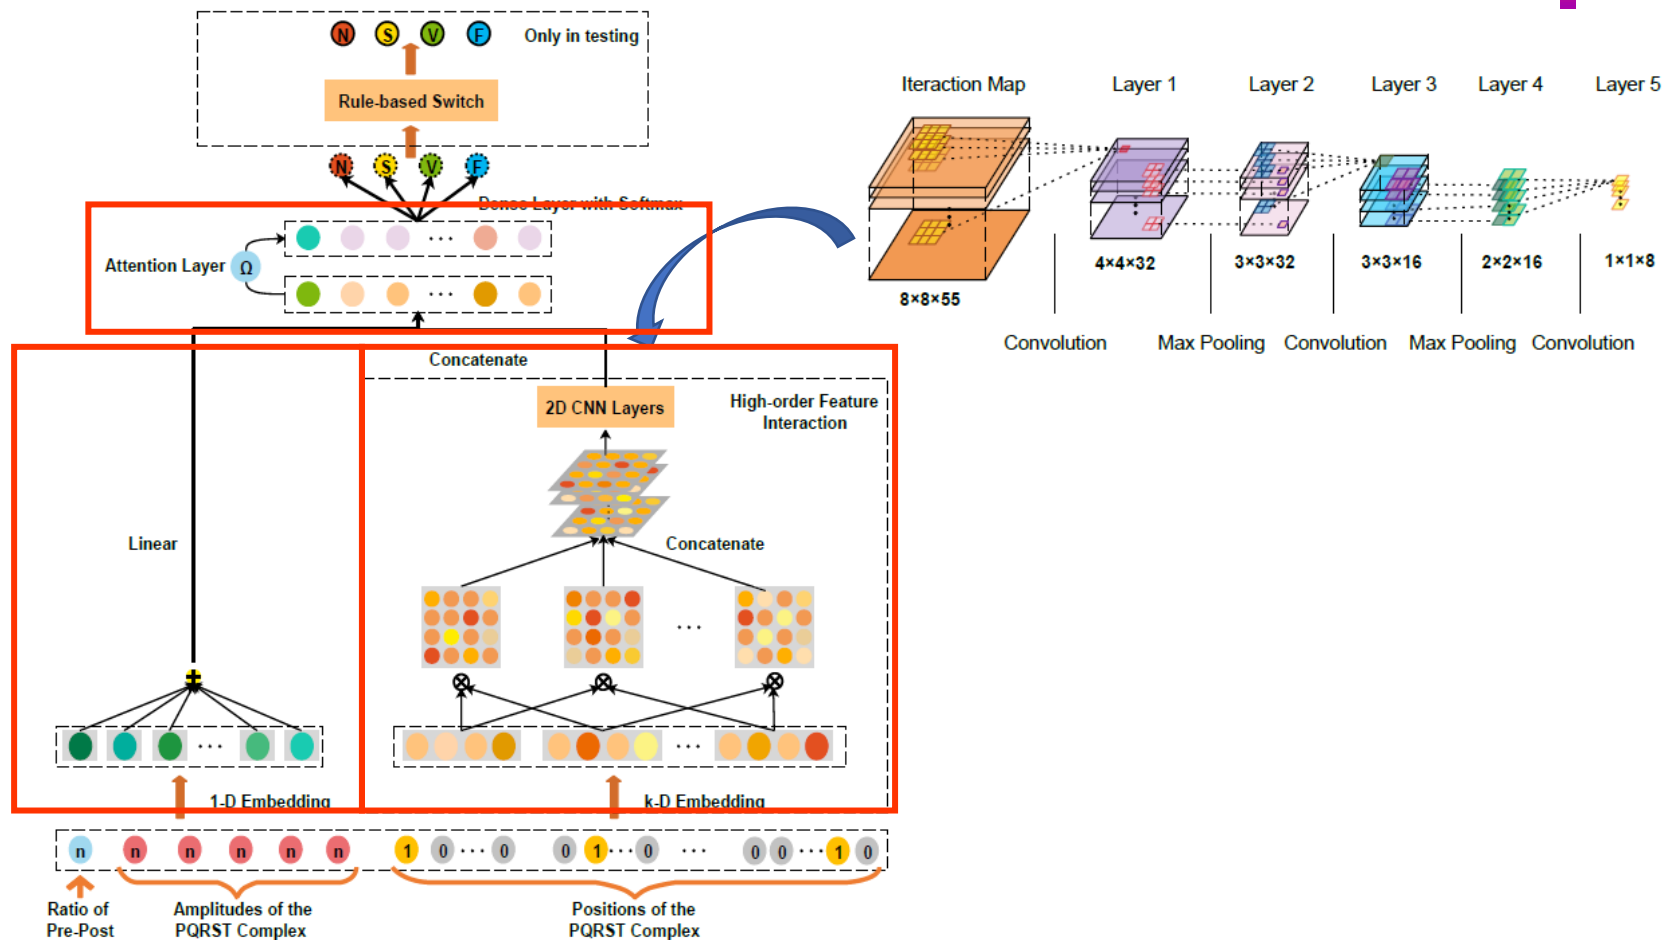 N S V F
Only in testing
Rule-based Switch
N S V F
Dense Layer with Softmax
Attention Layer
Ω
...
...
Concatenate
2D CNN Layers
High-order Feature
Interaction
Linear
Concatenate
...
+
...
...
1-D Embedding
k-D Embedding
n n n n n n 1 0 ... 0 0 1 ... 0 ... 0 0 ... 1 0
Ratio of
Pre-Post
Amplitudes of the
PQRST Complex
Positions of the
PQRST Complex
Iteraction Map
Layer 1
Layer 2
Layer 3
Layer 4
Layer 5
8×8×55
4×4×32
3×3×32
3×3×16
2×2×16
1×1×8
Convolution
Max Pooling
Convolution
Max Pooling
Convolution